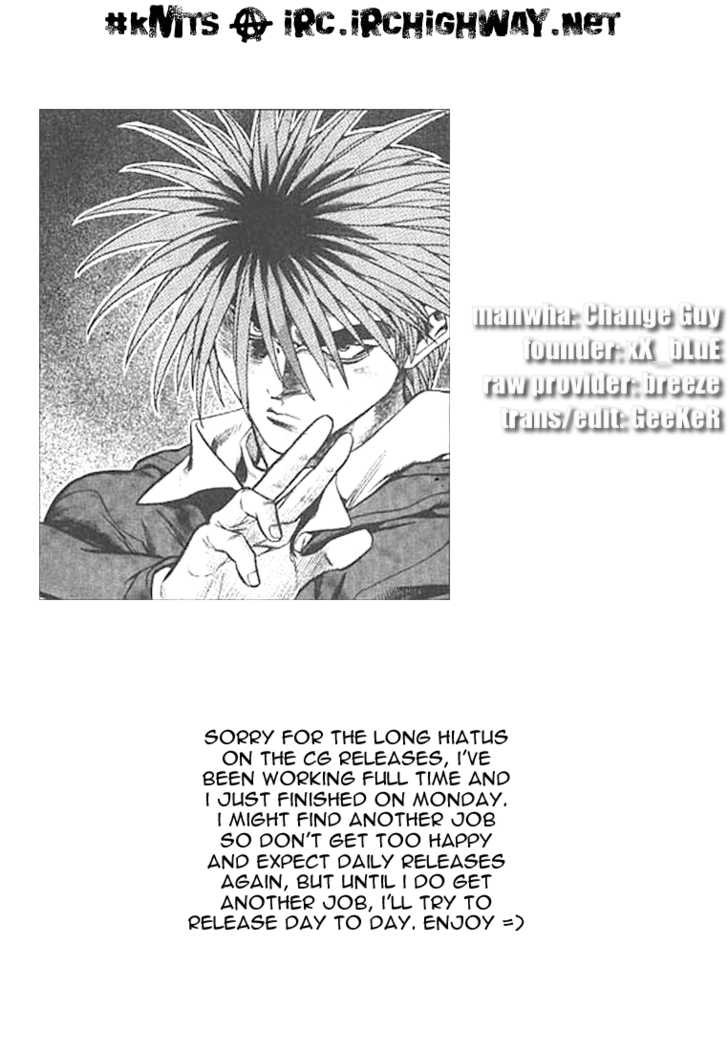 #kMTs @ iRC.iRCHiGHWAY.NET
manwha: Change Guy
founder: xX_bLuE
raw provider: breeze
trans/edit: GeeKeR
SORRY FOR THE LONG HIATUS
ON THE CG RELEASES, I'VE
BEEN WORKING FULL TIME AND
I JUST FINISHED ON MONDAY.
I MIGHT FIND ANOTHER JOB
SO DON'T GET TOO HAPPY
AND EXPECT DAILY RELEASES
AGAIN, BUT UNTIL I DO GET
ANOTHER JOB, I'LL TRY TO
RELEASE DAY TO DAY. ENJOY =)